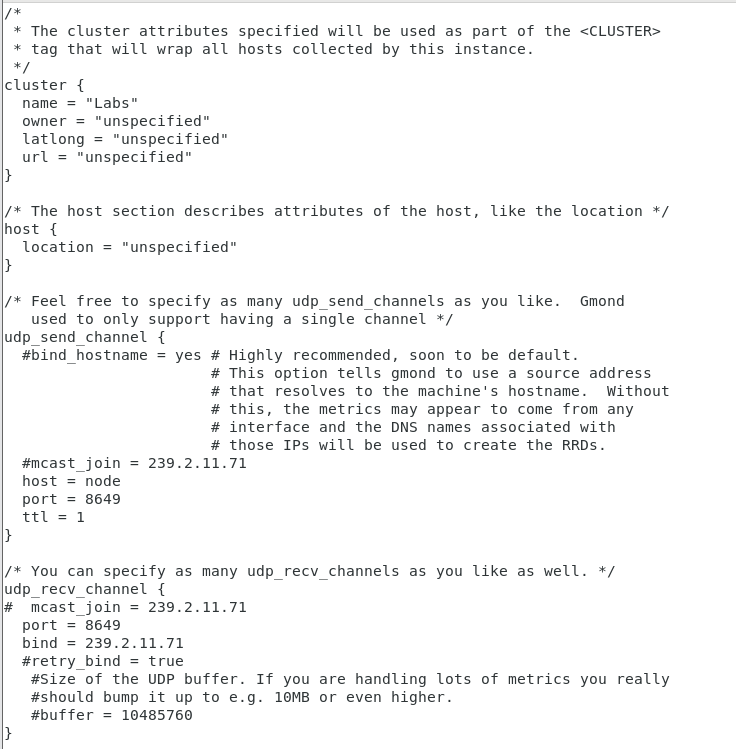 /*
 * The cluster attributes specified will be used as part of the <CLUSTER>
 * tag that will wrap all hosts collected by this instance.
 */
cluster {
  name = "Labs"
  owner = "unspecified"
  latlong = "unspecified"
  url = "unspecified"
}

/* The host section describes attributes of the host, like the location */
host {
  location = "unspecified"
}

/* Feel free to specify as many udp_send_channels as you like.  Gmond
   used to only support having a single channel */
udp_send_channel {
  #bind_hostname = yes # Highly recommended, soon to be default.
                       # This option tells gmond to use a source address
                       # that resolves to the machine's hostname.  Without
                       # this, the metrics may appear to come from any
                       # interface and the DNS names associated with
                       # those IPs will be used to create the RRDs.
  #mcast_join = 239.2.11.71
  host = node
  port = 8649
  ttl = 1
}

/* You can specify as many udp_recv_channels as you like as well. */
udp_recv_channel {
#  mcast_join = 239.2.11.71
  port = 8649
  bind = 239.2.11.71
  #retry_bind = true
   #Size of the UDP buffer. If you are handling lots of metrics you really
   #should bump it up to e.g. 10MB or even higher.
   #buffer = 10485760
}